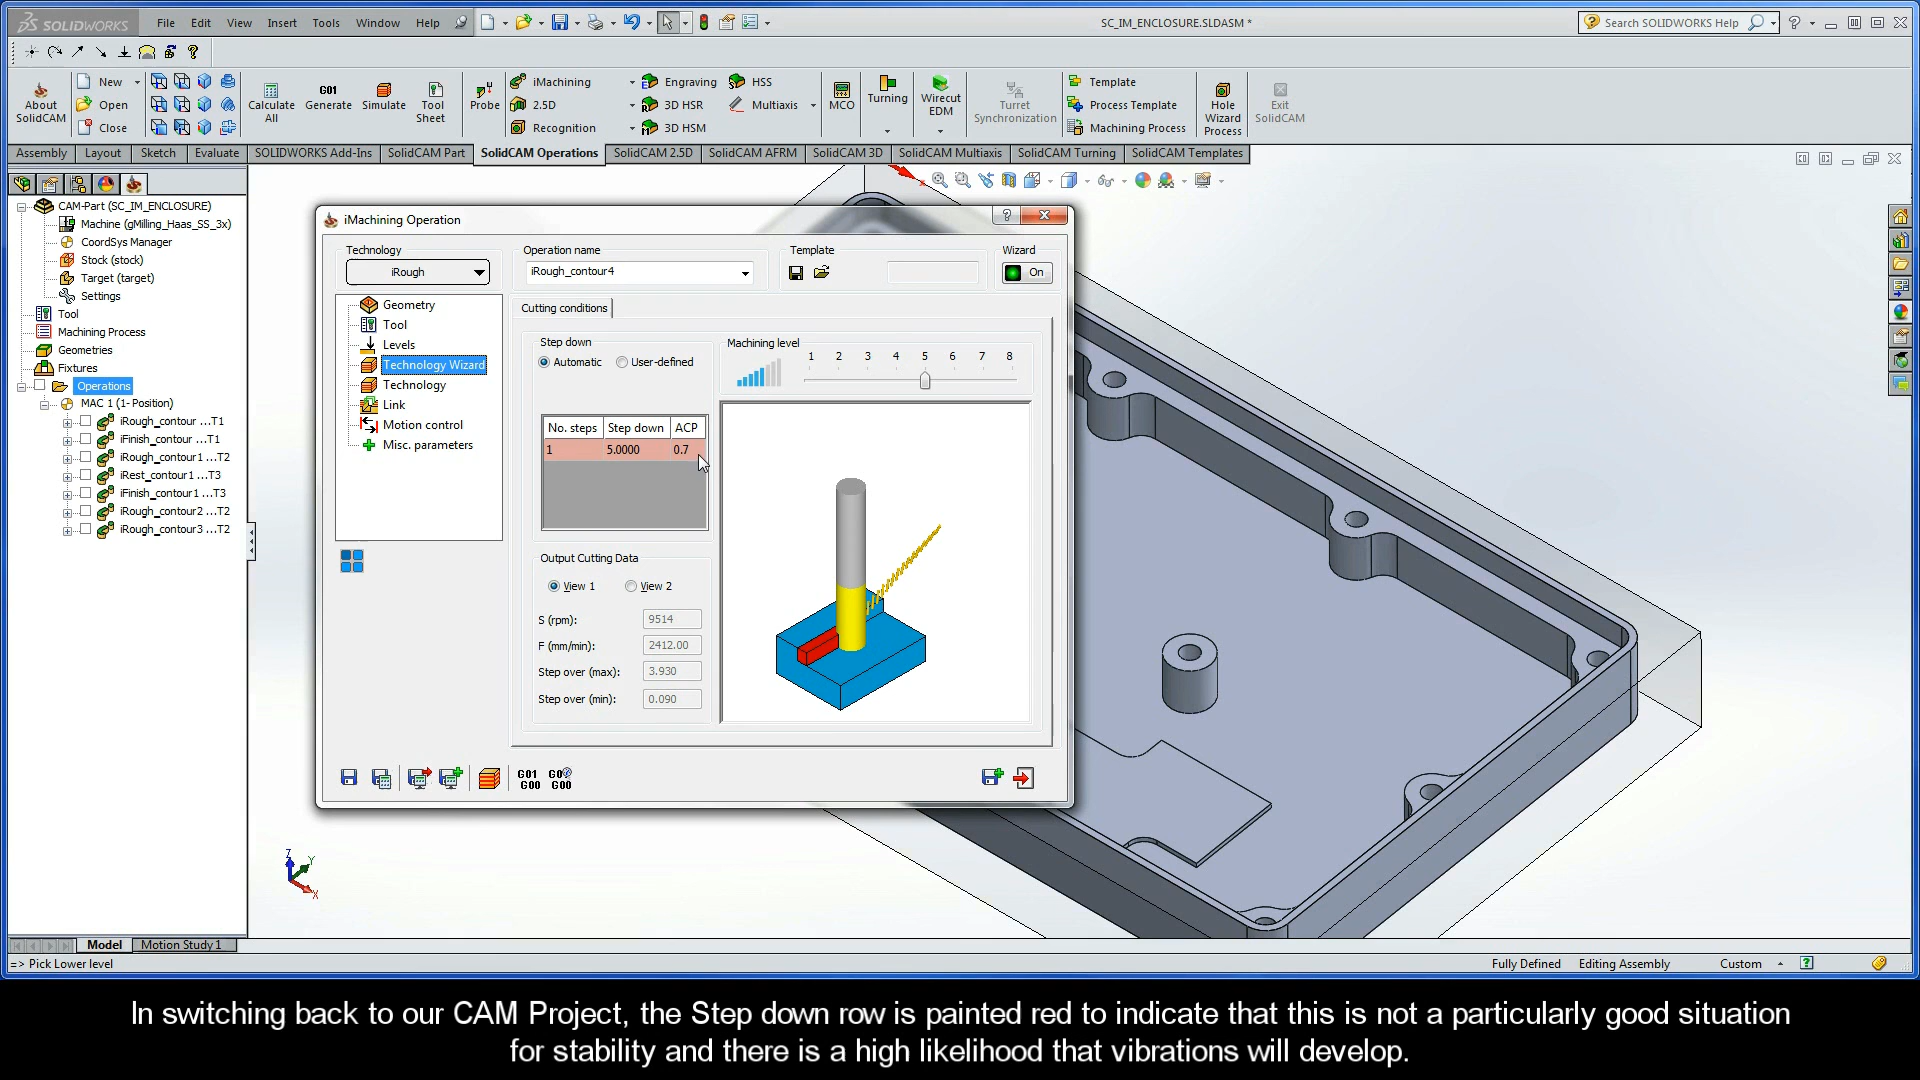 SOLIDWORKS File Edit View Insert Tools Window Help SC_IM_ENCLOSURE.SLDASM * Search SOLIDWORKS Help
About SolidCAM
New
Open
Close
Calculate All
G01 Generate
Simulate
Tool Sheet
Probe
iMachining
2.5D
Recognition
Engraving
3D HSR
3D HSM
HSS
Multiaxis
MCO
Turning
Wirecut EDM
Turret Synchronization
Template
Process Template
Machining Process
Hole Wizard Process
Exit SolidCAM
Assembly Layout Sketch Evaluate SOLIDWORKS Add-Ins SolidCAM Part SolidCAM Operations SolidCAM 2.5D SolidCAM AFRM SolidCAM 3D SolidCAM Multiaxis SolidCAM Turning SolidCAM Templates
CAM-Part (SC_IM_ENCLOSURE)
Machine (gMilling_Haas_SS_3x)
CoordSys Manager
Stock (stock)
Target (target)
Settings
Tool
Machining Process
Geometries
Fixtures
Operations
MAC 1 (1- Position)
iRough_contour ...T1
iFinish_contour ...T1
iRough_contour1 ...T2
iRest_contour1 ...T3
iFinish_contour1 ...T3
iRough_contour2 ...T2
iRough_contour3 ...T2
iMachining Operation
Technology
iRough
Operation name
iRough_contour4
Template
Wizard
On
Geometry
Tool
Levels
Technology Wizard
Technology
Link
Motion control
Misc. parameters
Cutting conditions
Step down
Automatic User-defined
Machining level
1 2 3 4 5 6 7 8
No. steps Step down ACP
1 5.0000 0.7
Output Cutting Data
View 1 View 2
S (rpm): 9514
F (mm/min): 2412.00
Step over (max): 3.930
Step over (min): 0.090
G01 G00
G00
Z Y X
Model Motion Study 1
=> Pick Lower level Fully Defined Editing Assembly Custom
In switching back to our CAM Project, the Step down row is painted red to indicate that this is not a particularly good situation
for stability and there is a high likelihood that vibrations will develop.